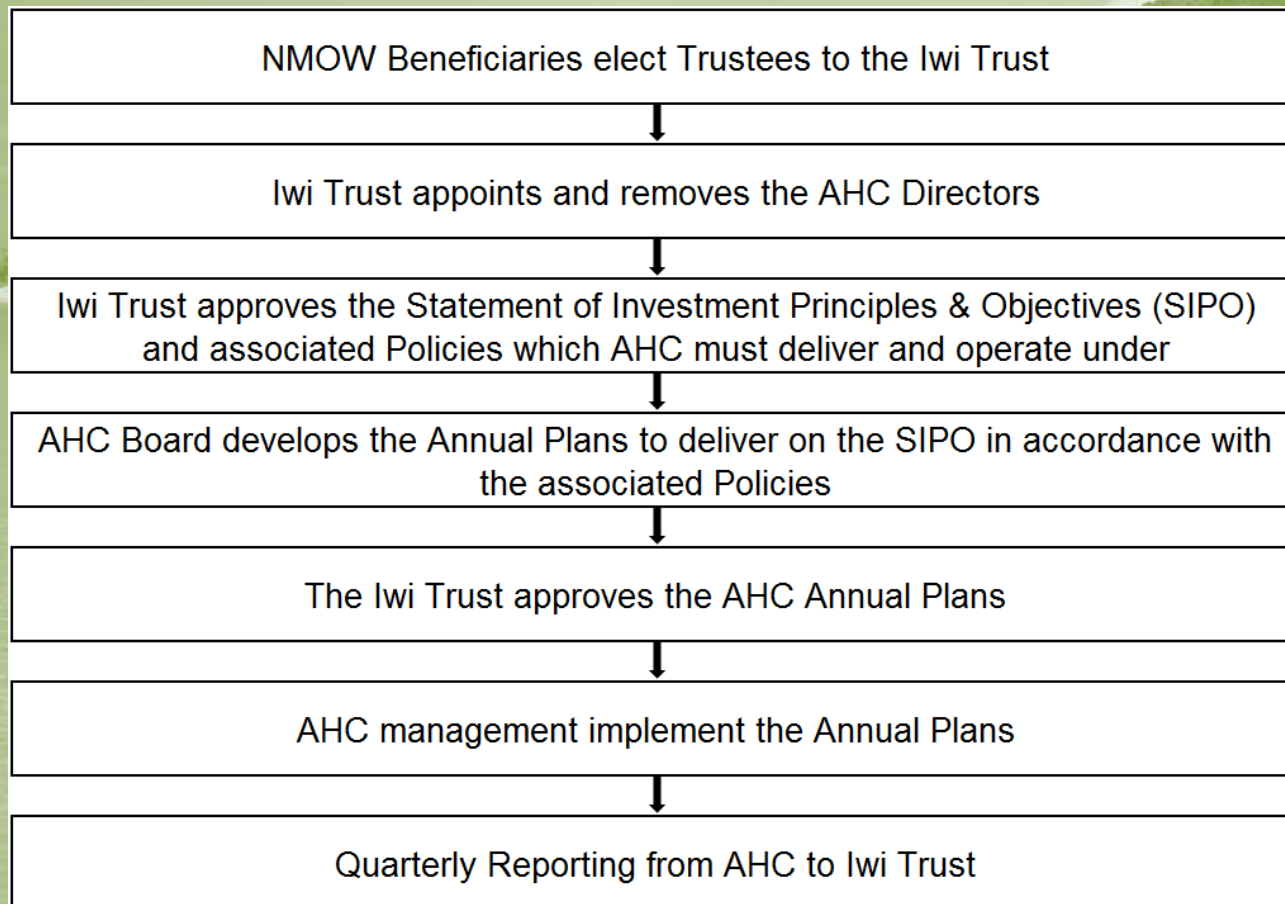 NMOW Beneficiaries elect Trustees to the Iwi Trust
Iwi Trust appoints and removes the AHC Directors
Iwi Trust approves the Statement of Investment Principles & Objectives (SIPO)
and associated Policies which AHC must deliver and operate under
AHC Board develops the Annual Plans to deliver on the SIPO in accordance with
the associated Policies
The Iwi Trust approves the AHC Annual Plans
AHC management implement the Annual Plans
Quarterly Reporting from AHC to Iwi Trust